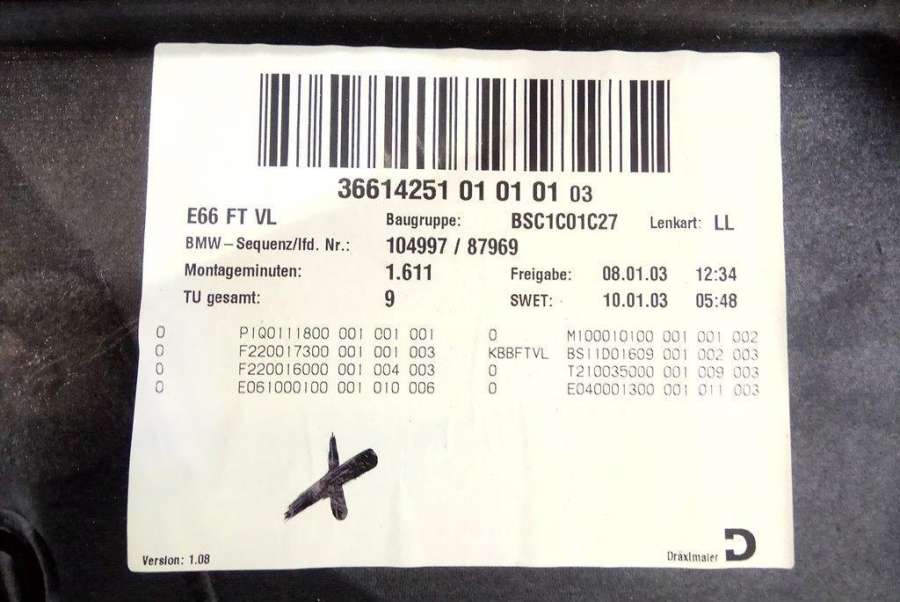 36614251 01 01 01 03
E66 FT VL Baugruppe: BSC1C01C27 Lenkart: LL
BMW-Sequenz/lfd. Nr.: 104997 / 87969
Montageminuten: 1.611 Freigabe: 08.01.03 12:34
TU gesamt: 9 SWET: 10.01.03 05:48
0 P1Q0111800 001 001 001 0 M100010100 001 001 002
0 F220017300 001 001 003 KBBFTVL BS11D01609 001 002 003
0 F220016000 001 004 003 0 T210035000 001 009 003
0 E061000100 001 010 006 0 E040001300 001 011 003
Version: 1.08 Dräxlmaier D